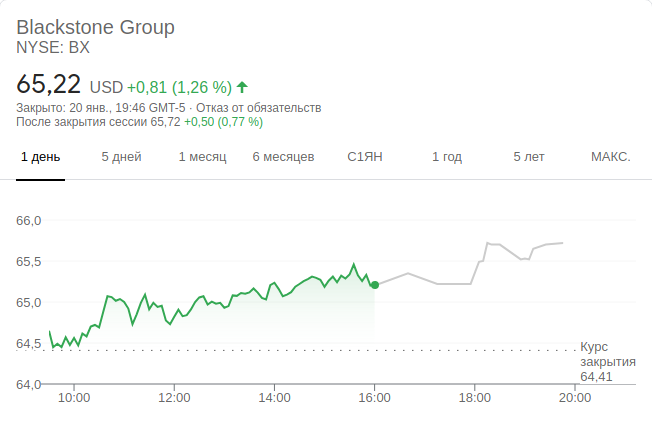 Blackstone Group
NYSE: BX
65,22 USD +0,81 (1,26 %)
Закрыто: 20 янв., 19:46 GMT-5 · Отказ от обязательств
После закрытия сессии 65,72 +0,50 (0,77 %)
1 день 5 дней 1 месяц 6 месяцев С1ЯН 1 год 5 лет МАКС.
66,0
65,5
65,0
64,5
64,0
Курс
закрытия
64,41
10:00 12:00 14:00 16:00 18:00 20:00